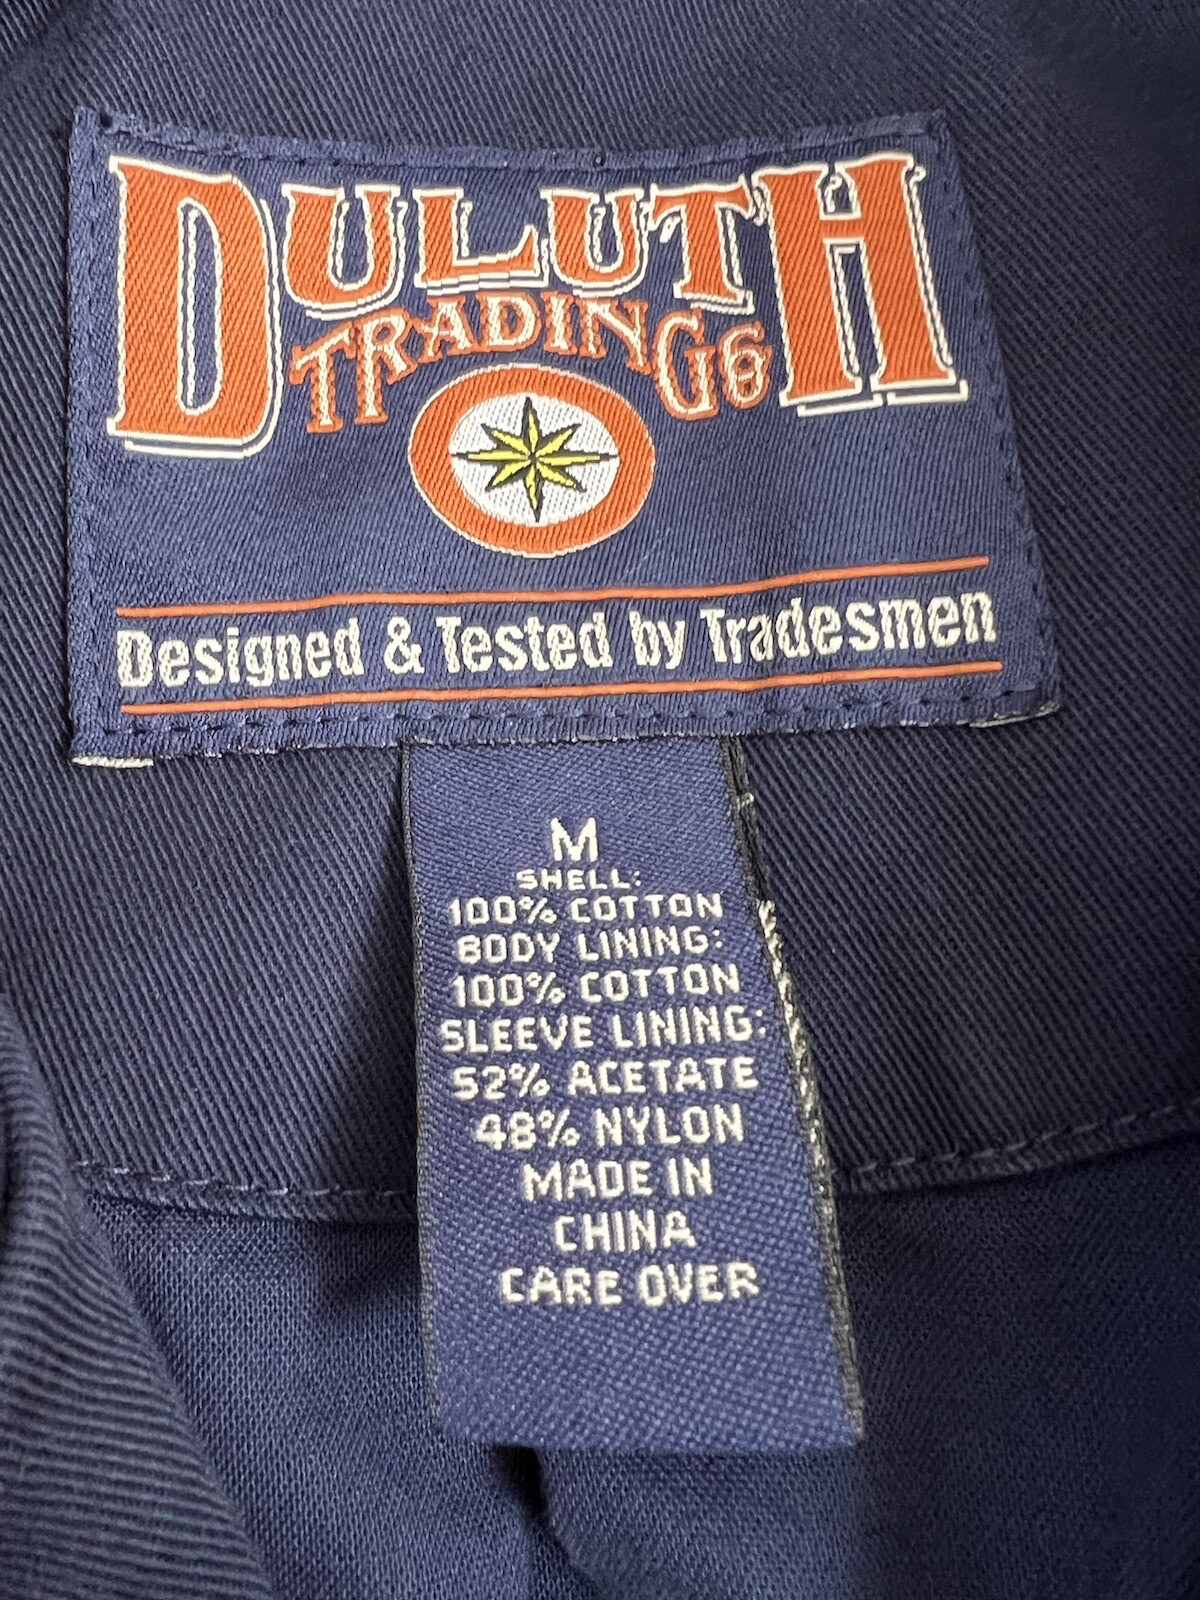 DULUTH
TRADING Co
Designed & Tested by Tradesmen
M
SHELL:
100% COTTON
BODY LINING:
100% COTTON
SLEEVE LINING:
52% ACETATE
48% NYLON
MADE IN
CHINA
CARE OVER